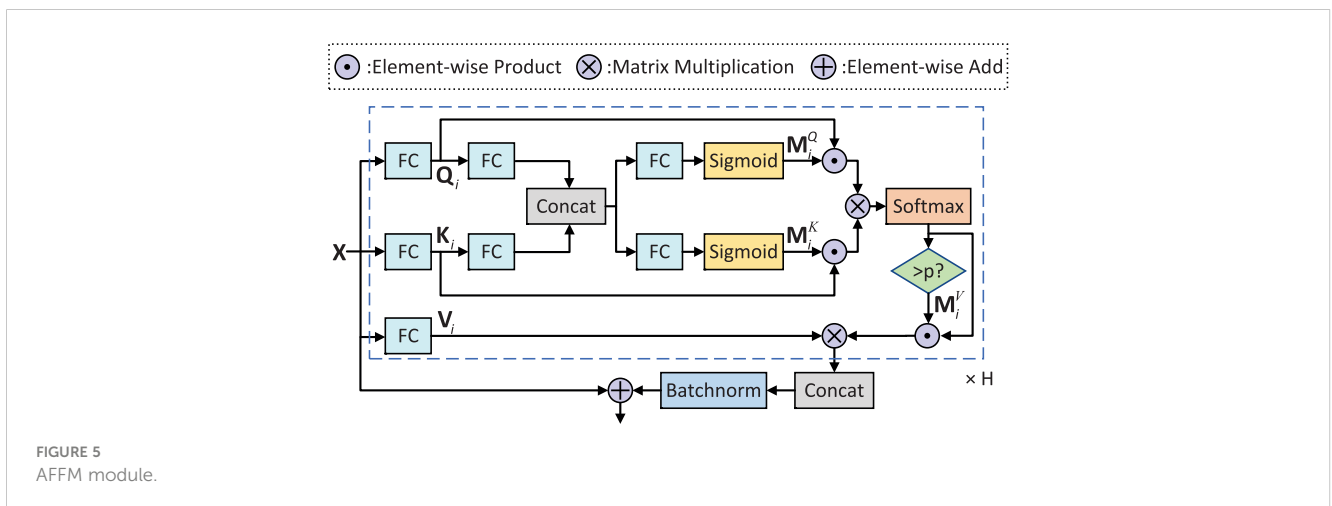 :Element-wise Product :Matrix Multiplication :Element-wise Add
FC FC FC Sigmoid M_i^Q
Q_i
Concat Softmax
X FC K_i FC FC Sigmoid M_i^K
>p?
M_i^V
FC V_i
× H
Batchnorm Concat
FIGURE 5
AFFM module.